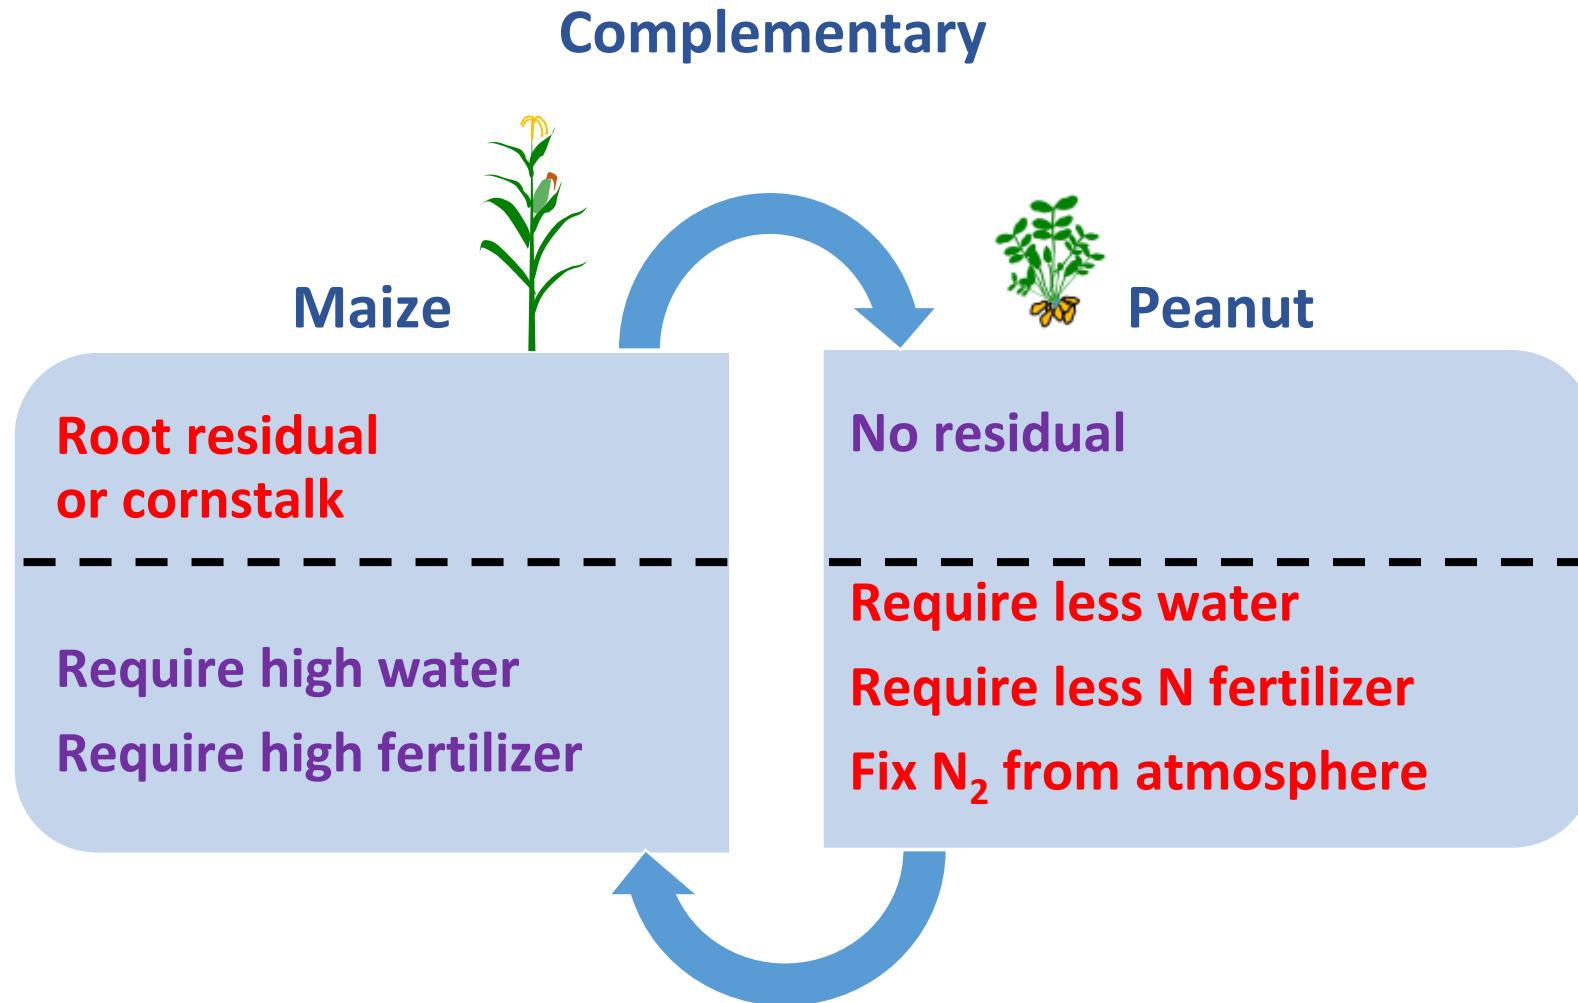 Complementary
Maize
Peanut
Root residual
or cornstalk
No residual
Require high water
Require high fertilizer
Require less water
Require less N fertilizer
Fix N₂ from atmosphere